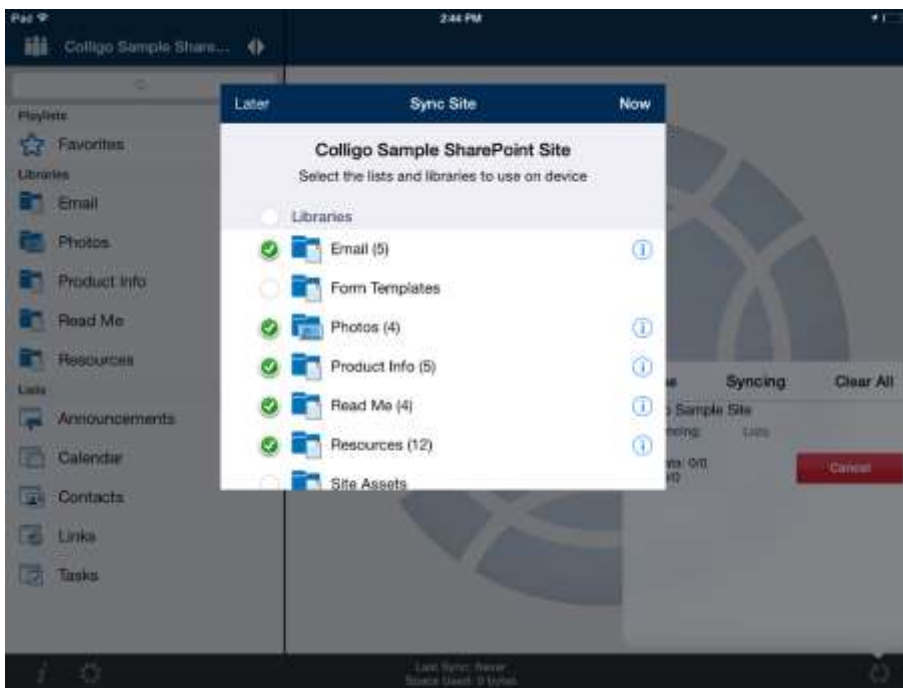 iPad
2:44 PM
Colligo Sample Share...
Playlists
Favorites
Libraries
Email
Photos
Product Info
Read Me
Resources
Lists
Announcements
Calendar
Contacts
Links
Tasks
Later
Sync Site
Now
Colligo Sample SharePoint Site
Select the lists and libraries to use on device
Libraries
Email (5)
Form Templates
Photos (4)
Product Info (5)
Read Me (4)
Resources (12)
Site Assets
Syncing
Clear All
Sample Site
Lists
0/0
Cancel
Last Sync: Never
Space Used: 0 bytes